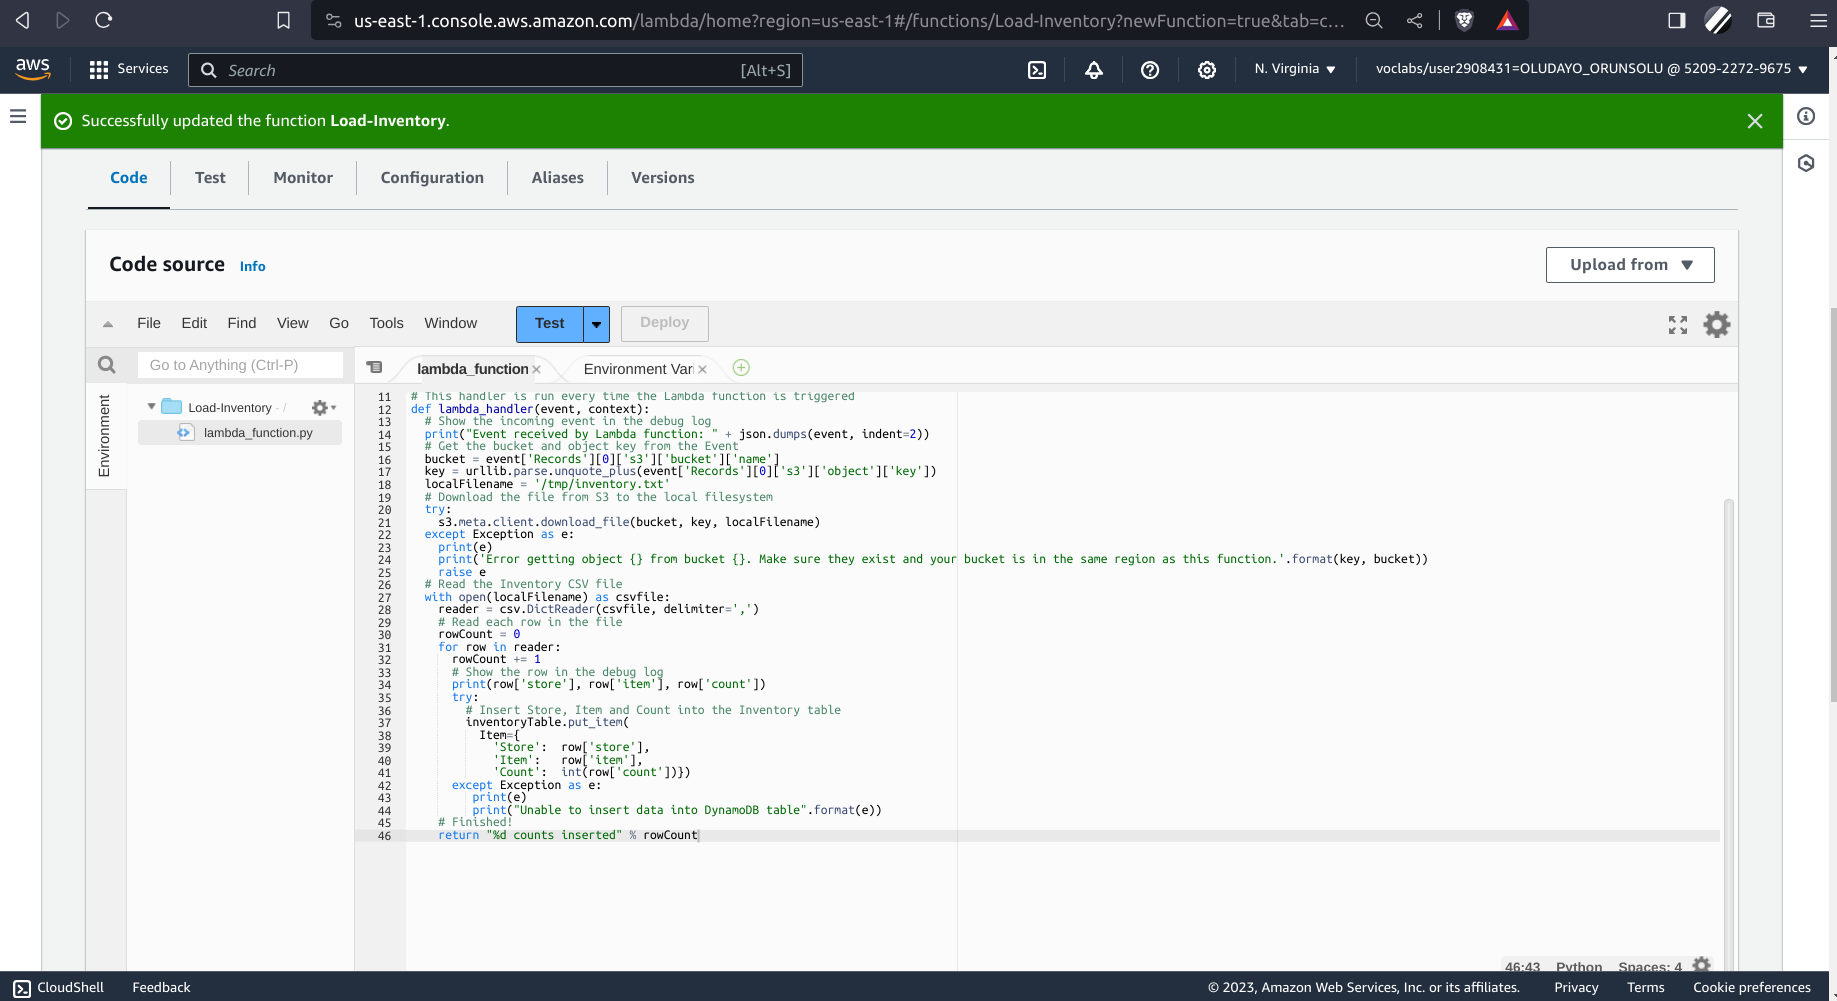 us-east-1.console.aws.amazon.com/lambda/home?region=us-east-1#/functions/Load-Inventory?newFunction=true&tab=c...
aws
Services
Search
[Alt+S]
N. Virginia
voclabs/user2908431=OLUDAYO_ORUNSOLU @ 5209-2272-9675
Successfully updated the function Load-Inventory.
Code
Test
Monitor
Configuration
Aliases
Versions
Code source Info
Upload from
File Edit Find View Go Tools Window
Test
Deploy
Go to Anything (Ctrl-P)
lambda_function
Environment Vari
Environment
Load-Inventory - /
lambda_function.py
11 # This handler is run every time the Lambda function is triggered
12 def lambda_handler(event, context):
13 # Show the incoming event in the debug log
14 print("Event received by Lambda function: " + json.dumps(event, indent=2))
15 # Get the bucket and object key from the Event
16 bucket = event['Records'][0]['s3']['bucket']['name']
17 key = urllib.parse.unquote_plus(event['Records'][0]['s3']['object']['key'])
18 localFilename = '/tmp/inventory.txt'
19 # Download the file from S3 to the local filesystem
20 try:
21 s3.meta.client.download_file(bucket, key, localFilename)
22 except Exception as e:
23 print(e)
24 print('Error getting object {} from bucket {}. Make sure they exist and your bucket is in the same region as this function.'.format(key, bucket))
25 raise e
26 # Read the Inventory CSV file
27 with open(localFilename) as csvfile:
28 reader = csv.DictReader(csvfile, delimiter=',')
29 # Read each row in the file
30 rowCount = 0
31 for row in reader:
32 rowCount += 1
33 # Show the row in the debug log
34 print(row['store'], row['item'], row['count'])
35 try:
36 # Insert Store, Item and Count into the Inventory table
37 inventoryTable.put_item(
38 Item={
39 'Store': row['store'],
40 'Item': row['item'],
41 'Count': int(row['count'])})
42 except Exception as e:
43 print(e)
44 print("Unable to insert data into DynamoDB table".format(e))
45 # Finished!
46 return "%d counts inserted" % rowCount
46:43 Python Spaces: 4
CloudShell
Feedback
© 2023, Amazon Web Services, Inc. or its affiliates.
Privacy
Terms
Cookie preferences